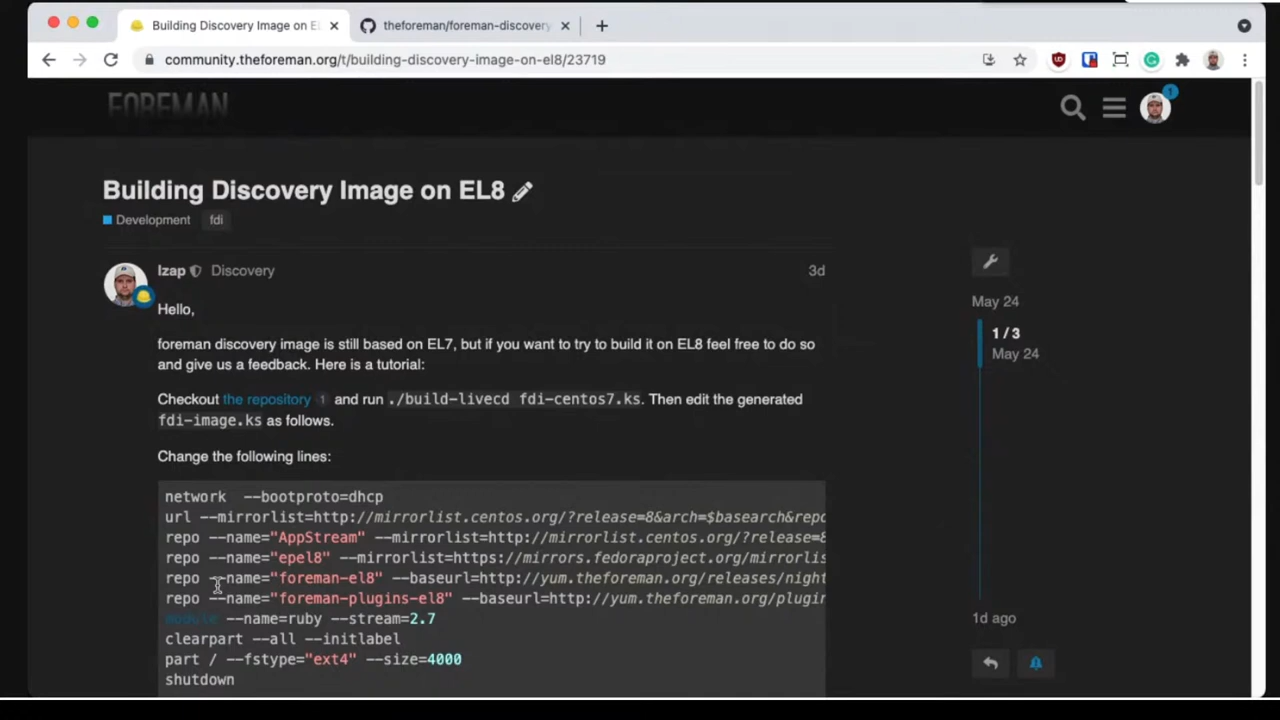 Building Discovery Image on EL
theforeman/foreman-discovery
community.theforeman.org/t/building-discovery-image-on-el8/23719
FOREMAN
1
Building Discovery Image on EL8
Development fdi
lzap Discovery 3d
Hello,
foreman discovery image is still based on EL7, but if you want to try to build it on EL8 feel free to do so
and give us a feedback. Here is a tutorial:
Checkout the repository 1 and run ./build-livecd fdi-centos7.ks. Then edit the generated
fdi-image.ks as follows.
Change the following lines:
network  --bootproto=dhcp
url --mirrorlist=http://mirrorlist.centos.org/?release=8&arch=$basearch&repo
repo --name="AppStream" --mirrorlist=http://mirrorlist.centos.org/?release=8
repo --name="epel8" --mirrorlist=https://mirrors.fedoraproject.org/mirrorlis
repo --name="foreman-el8" --baseurl=http://yum.theforeman.org/releases/night
repo --name="foreman-plugins-el8" --baseurl=http://yum.theforeman.org/plugin
module --name=ruby --stream=2.7
clearpart --all --initlabel
part / --fstype="ext4" --size=4000
shutdown
May 24
1 / 3
May 24
1d ago